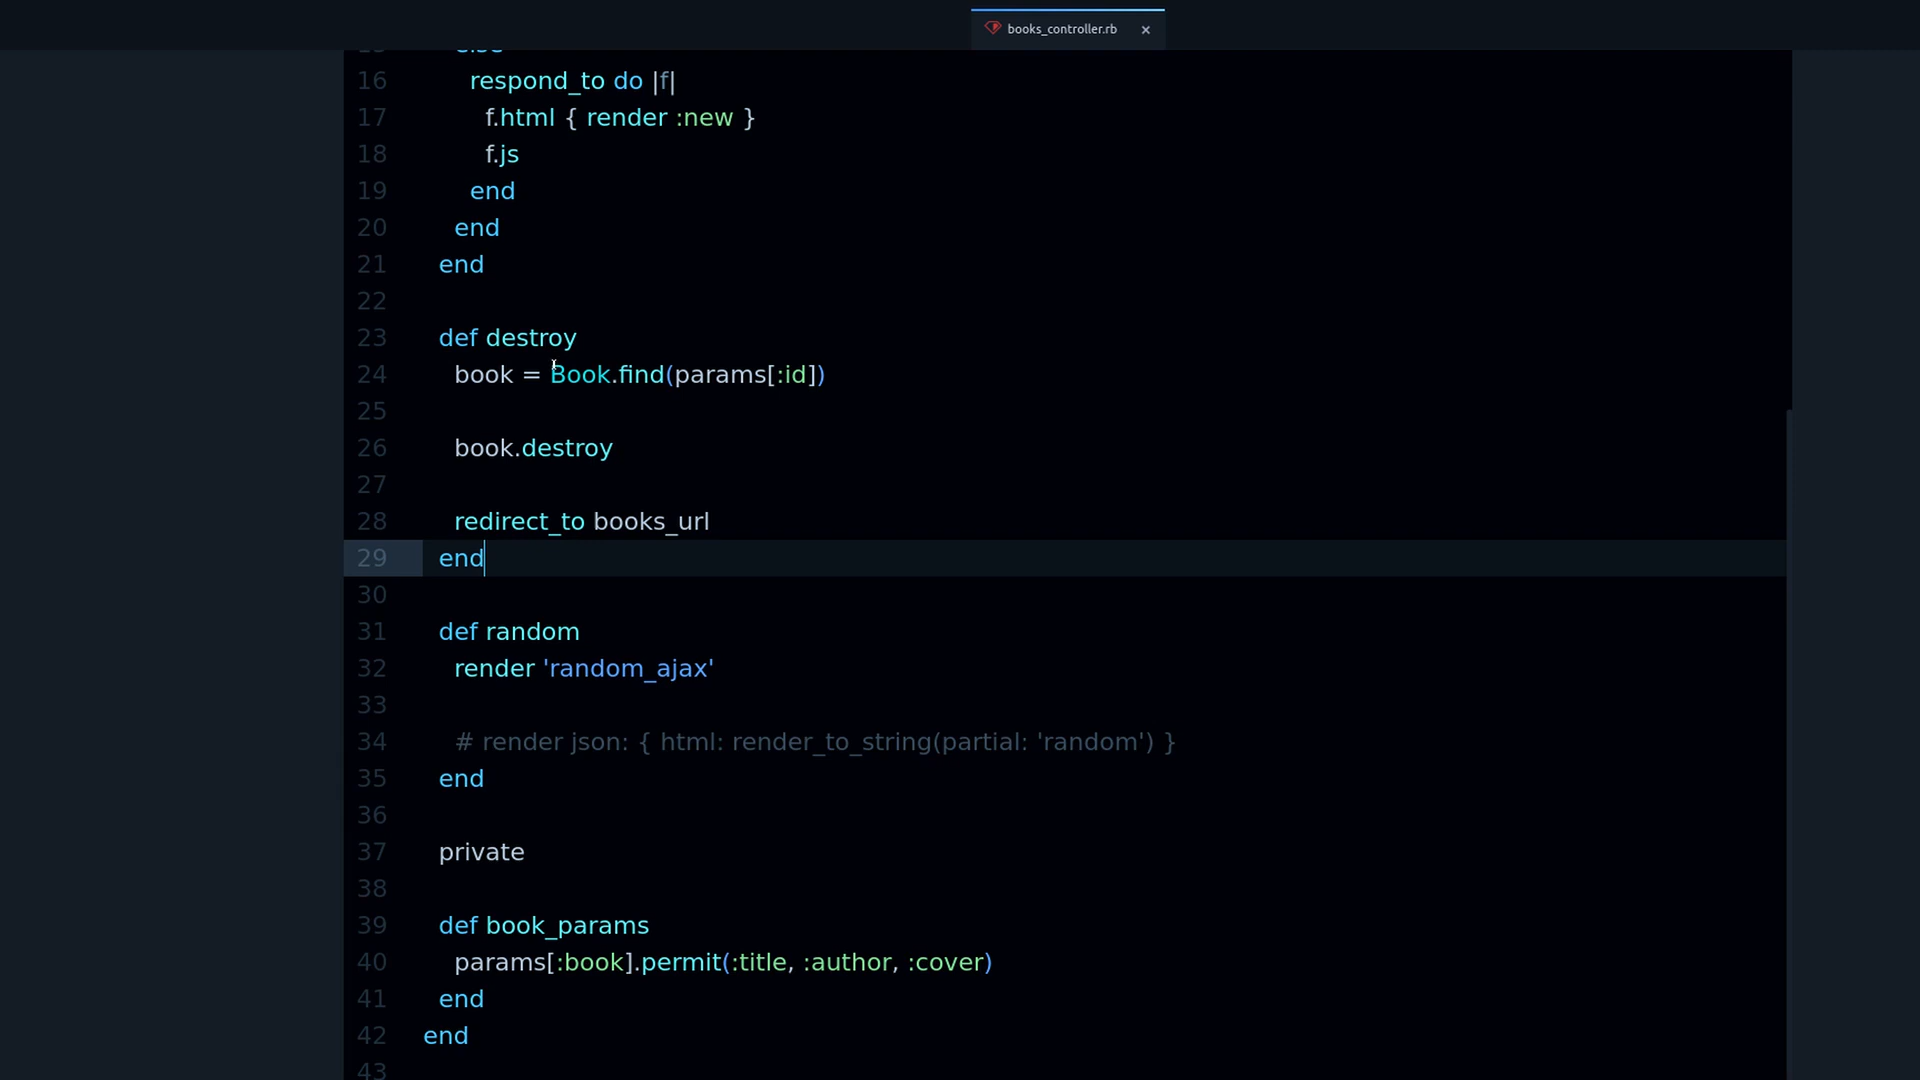 books_controller.rb ×
else
16 respond_to do |f|
17 f.html { render :new }
18 f.js
19 end
20 end
21 end
22
23 def destroy
24 book = Book.find(params[:id])
25
26 book.destroy
27
28 redirect_to books_url
29 end
30
31 def random
32 render 'random_ajax'
33
34 # render json: { html: render_to_string(partial: 'random') }
35 end
36
37 private
38
39 def book_params
40 params[:book].permit(:title, :author, :cover)
41 end
42 end
43